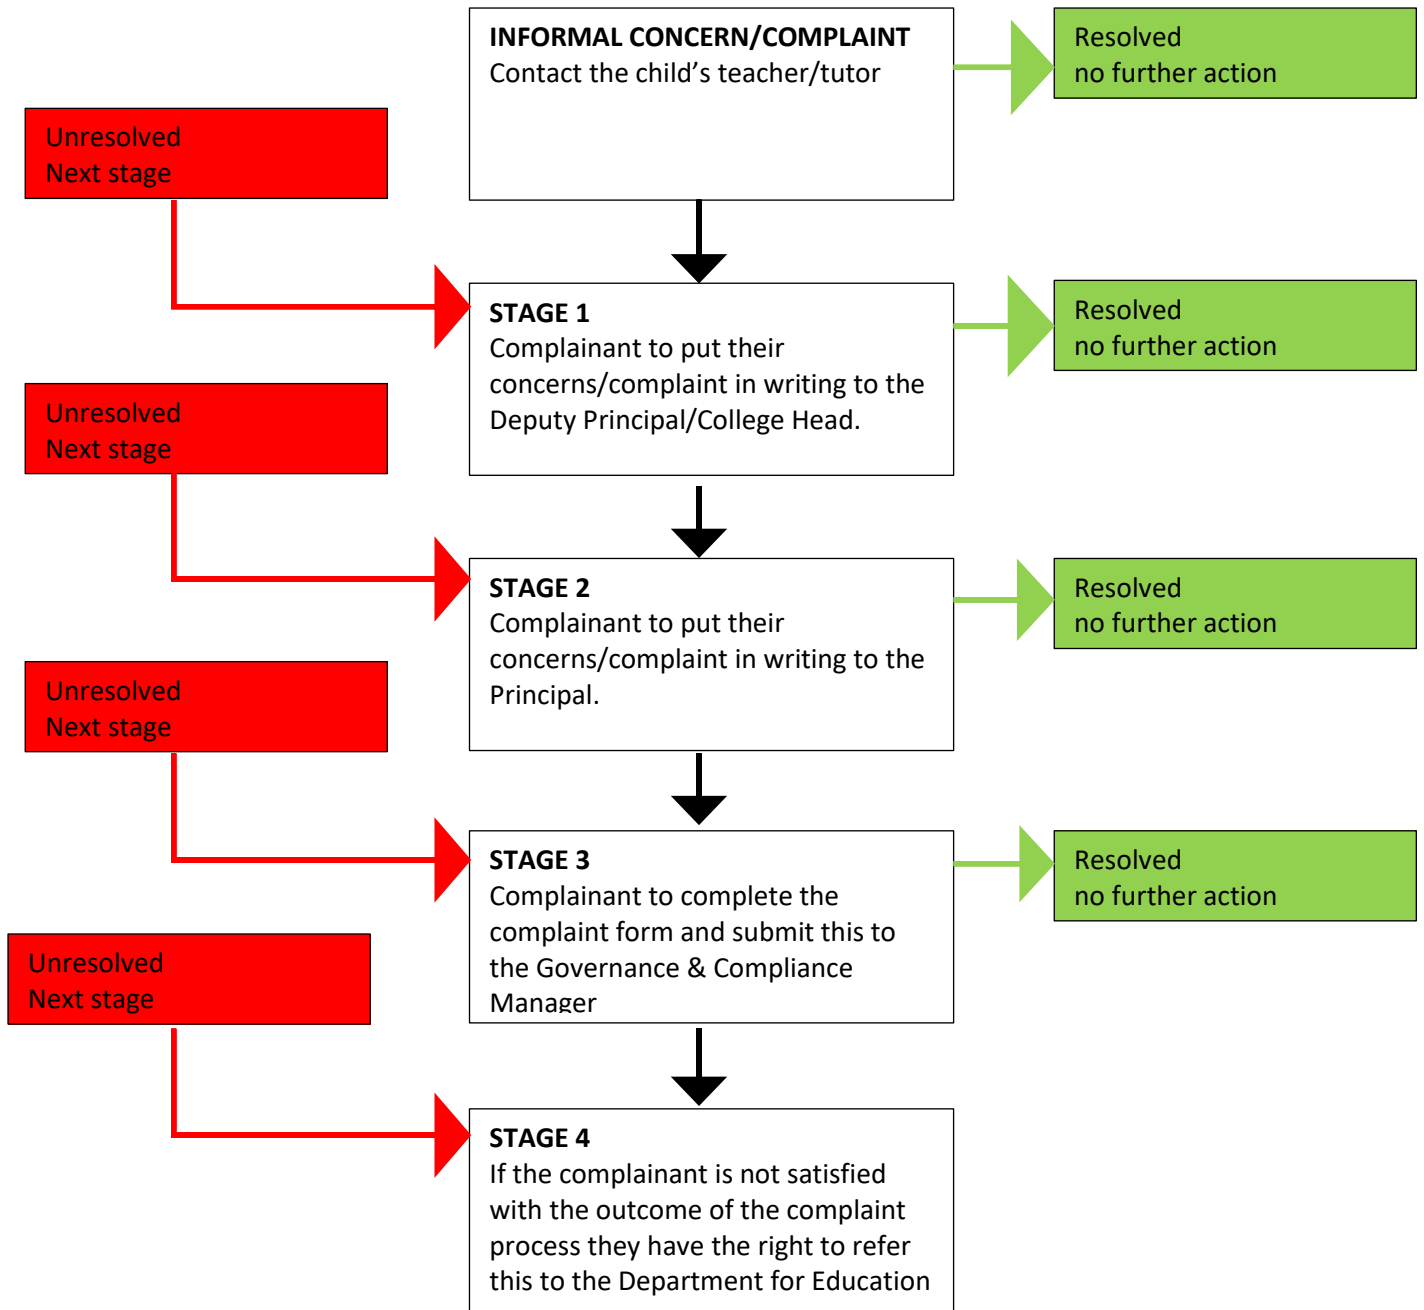 INFORMAL CONCERN/COMPLAINT
Contact the child's teacher/tutor
Resolved
no further action
Unresolved
Next stage
STAGE 1
Complainant to put their
concerns/complaint in writing to the
Deputy Principal/College Head.
Resolved
no further action
Unresolved
Next stage
STAGE 2
Complainant to put their
concerns/complaint in writing to the
Principal.
Resolved
no further action
Unresolved
Next stage
STAGE 3
Complainant to complete the
complaint form and submit this to
the Governance & Compliance
Manager
Resolved
no further action
Unresolved
Next stage
STAGE 4
If the complainant is not satisfied
with the outcome of the complaint
process they have the right to refer
this to the Department for Education